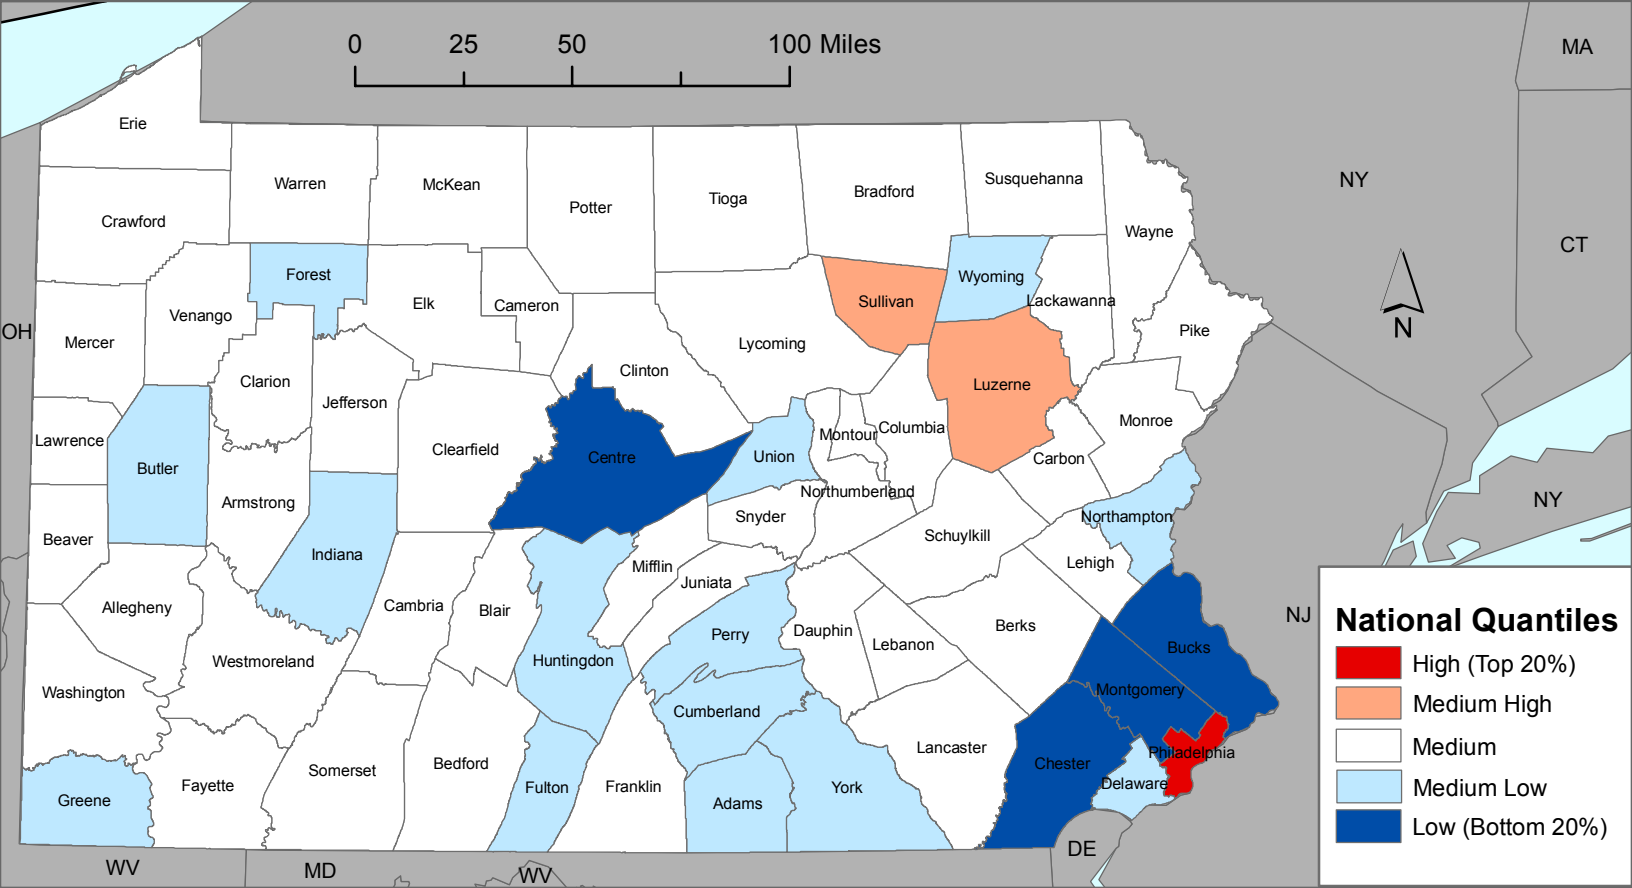 0 25 50 100 Miles
MA
Erie
NY
Warren
McKean
Susquehanna
Bradford
Tioga
Potter
Crawford
Wayne
CT
Forest
Wyoming
Sullivan
Lackawanna
Elk
Cameron
Venango
N
OH
Pike
Mercer
Lycoming
Clinton
Clarion
Luzerne
Jefferson
Monroe
Columbia
Montour
Lawrence
Clearfield
Centre
Union
Carbon
Butler
Northumberland
NY
Armstrong
Snyder
Northampton
Beaver
Schuylkill
Indiana
Lehigh
Mifflin
Juniata
Allegheny
Cambria
Blair
NJ
National Quantiles
Berks
Perry
Dauphin
Lebanon
Bucks
Westmoreland
Huntingdon
High (Top 20%)
Washington
Montgomery
Medium High
Cumberland
Medium
Lancaster
Philadelphia
Chester
Bedford
Somerset
Delaware
Fayette
Fulton
Franklin
York
Medium Low
Greene
Adams
Low (Bottom 20%)
DE
WV
MD
WV